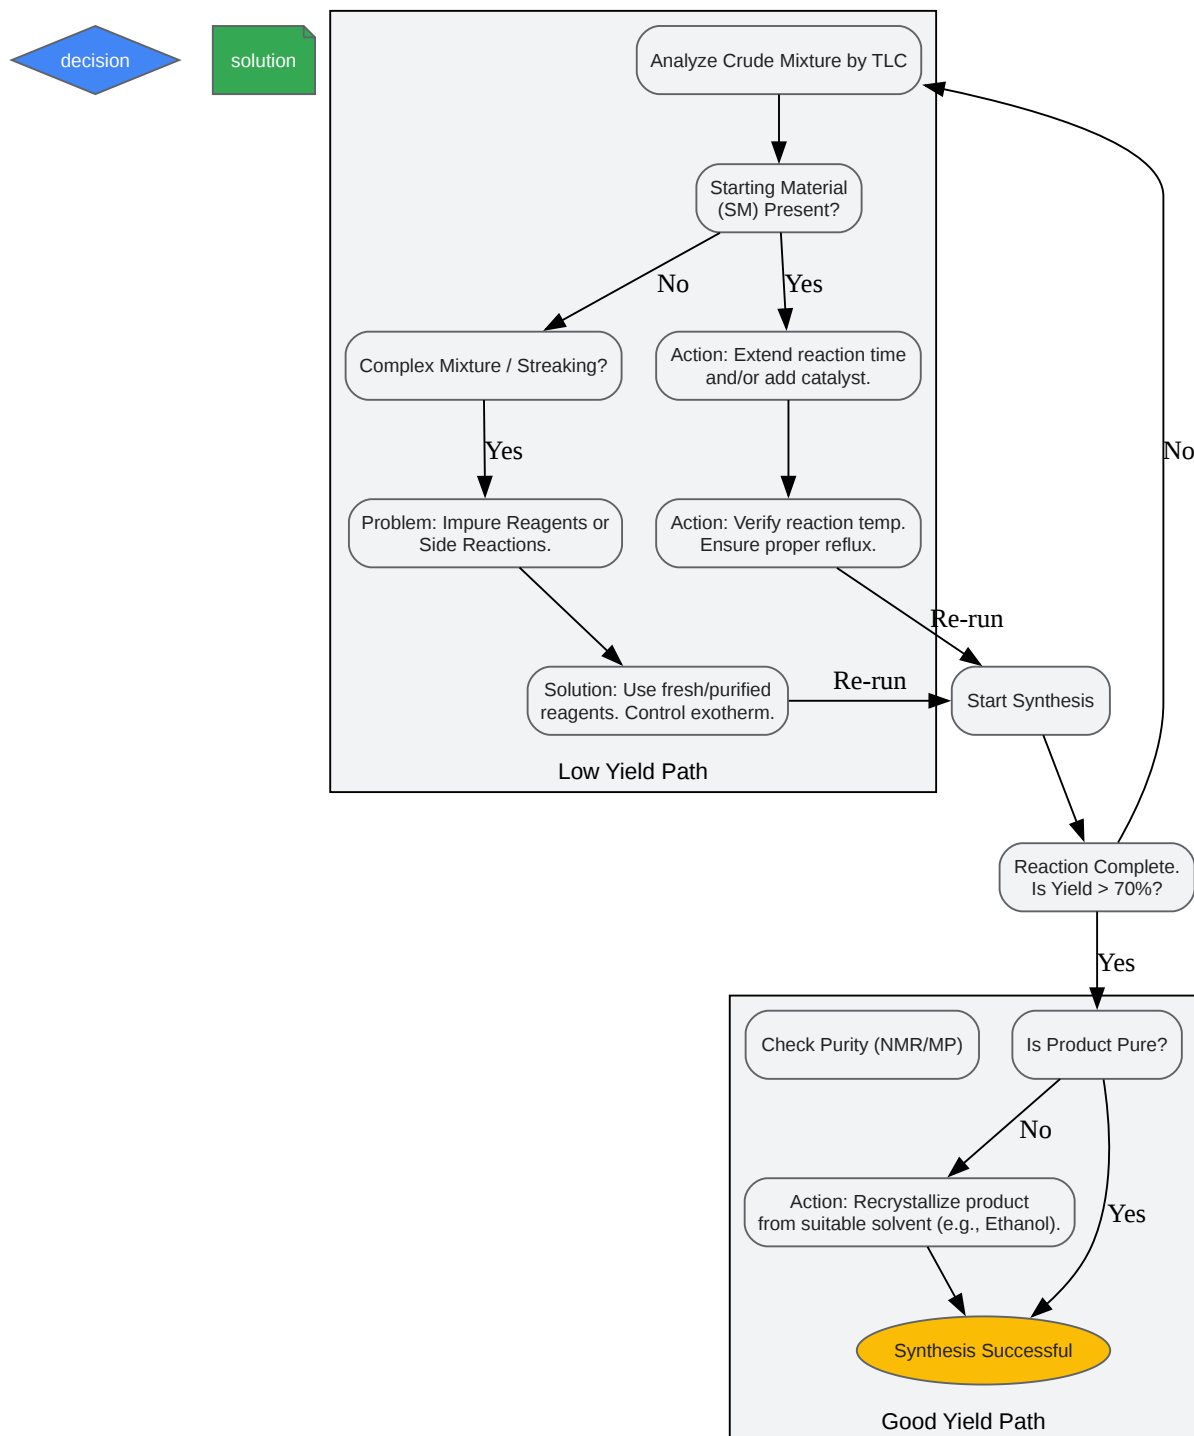 decision
solution
Analyze Crude Mixture by TLC
Starting Material
(SM) Present?
No
Yes
Complex Mixture / Streaking?
Action: Extend reaction time
and/or add catalyst.
Yes
No
Problem: Impure Reagents or
Side Reactions.
Action: Verify reaction temp.
Ensure proper reflux.
Re-run
Solution: Use fresh/purified
reagents. Control exotherm.
Re-run
Start Synthesis
Low Yield Path
Reaction Complete.
Is Yield > 70%?
Yes
Check Purity (NMR/MP)
Is Product Pure?
No
Action: Recrystallize product
from suitable solvent (e.g., Ethanol).
Yes
Synthesis Successful
Good Yield Path